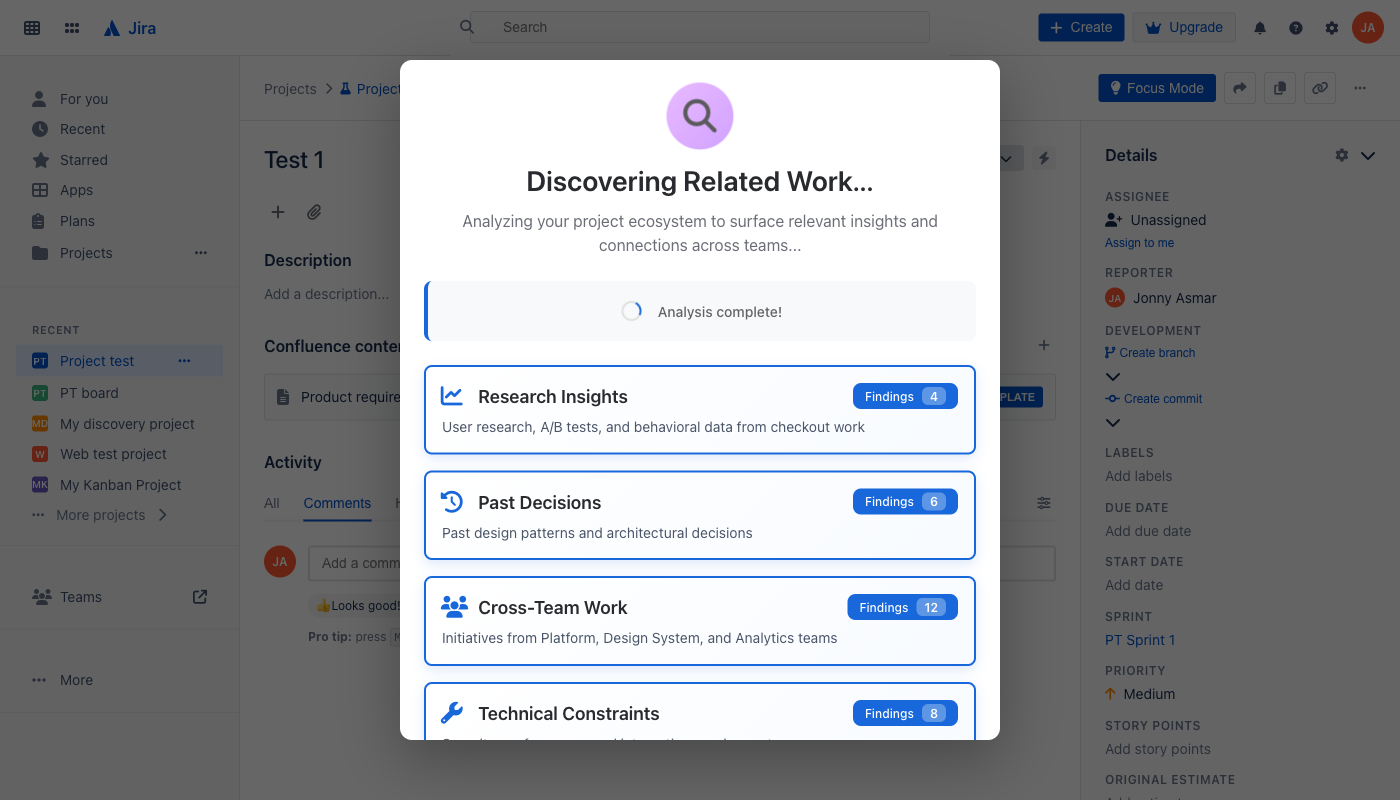 Jira
Search
Create
Upgrade
JA
For you
Recent
Starred
Apps
Plans
Projects
RECENT
PT Project test
PT PT board
MD My discovery project
W Web test project
MK My Kanban Project
More projects
Teams
More
Projects
Project
Focus Mode
Test 1
Description
Add a description...
Confluence conte
Product require
PLATE
Activity
All
Comments
JA
Add a comm
👍Looks good!
Pro tip: press M
Discovering Related Work...
Analyzing your project ecosystem to surface relevant insights and
connections across teams...
Analysis complete!
Research Insights
Findings 4
User research, A/B tests, and behavioral data from checkout work
Past Decisions
Findings 6
Past design patterns and architectural decisions
Cross-Team Work
Findings 12
Initiatives from Platform, Design System, and Analytics teams
Technical Constraints
Findings 8
Details
ASSIGNEE
Unassigned
Assign to me
REPORTER
JA Jonny Asmar
DEVELOPMENT
Create branch
Create commit
LABELS
Add labels
DUE DATE
Add due date
START DATE
Add date
SPRINT
PT Sprint 1
PRIORITY
Medium
STORY POINTS
Add story points
ORIGINAL ESTIMATE